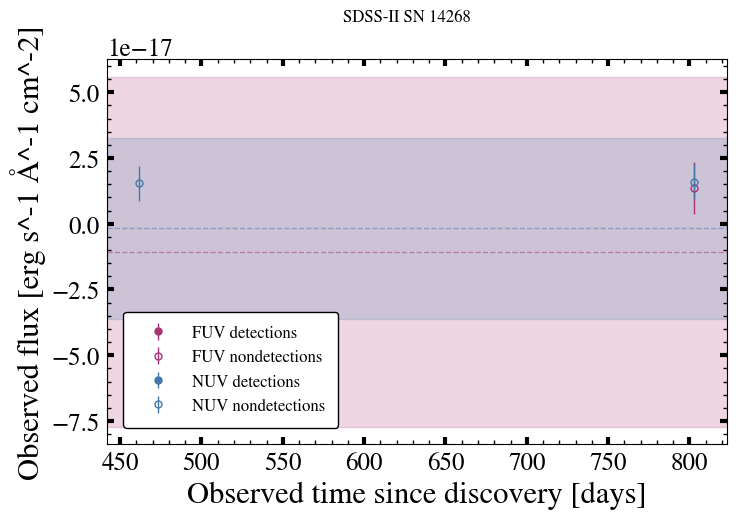 SDSS-II SN 14268
1e−17
Observed flux [erg s^-1 Å^-1 cm^-2]
5.0
2.5
0.0
−2.5
−5.0
−7.5
FUV detections
FUV nondetections
NUV detections
NUV nondetections
450 500 550 600 650 700 750 800
Observed time since discovery [days]